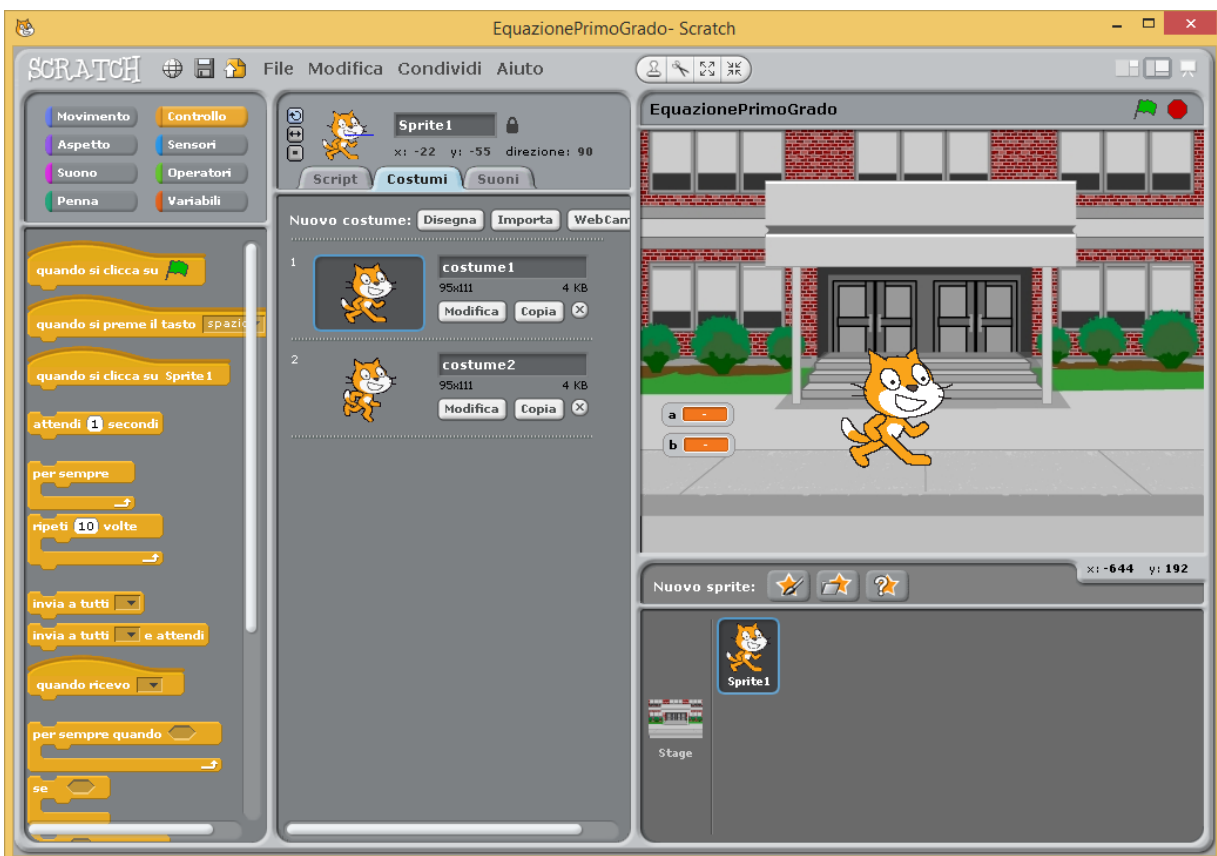 EquazionePrimoGrado- Scratch
SCRATCH File Modifica Condividi Aiuto
Movimento Controllo
Aspetto Sensori
Suono Operatori
Penna Variabili
quando si clicca su
quando si preme il tasto spazio
quando si clicca su Sprite1
attendi 1 secondi
per sempre
ripeti 10 volte
invia a tutti
invia a tutti e attendi
quando ricevo
per sempre quando
se
Sprite1
x: -22 y: -55 direzione: 90
Script Costumi Suoni
Nuovo costume: Disegna Importa WebCam
1 costume1
95x111 4 KB
Modifica Copia
2 costume2
95x111 4 KB
Modifica Copia
EquazionePrimoGrado
a -
b -
x: -644 y: 192
Nuovo sprite:
Sprite1
Stage